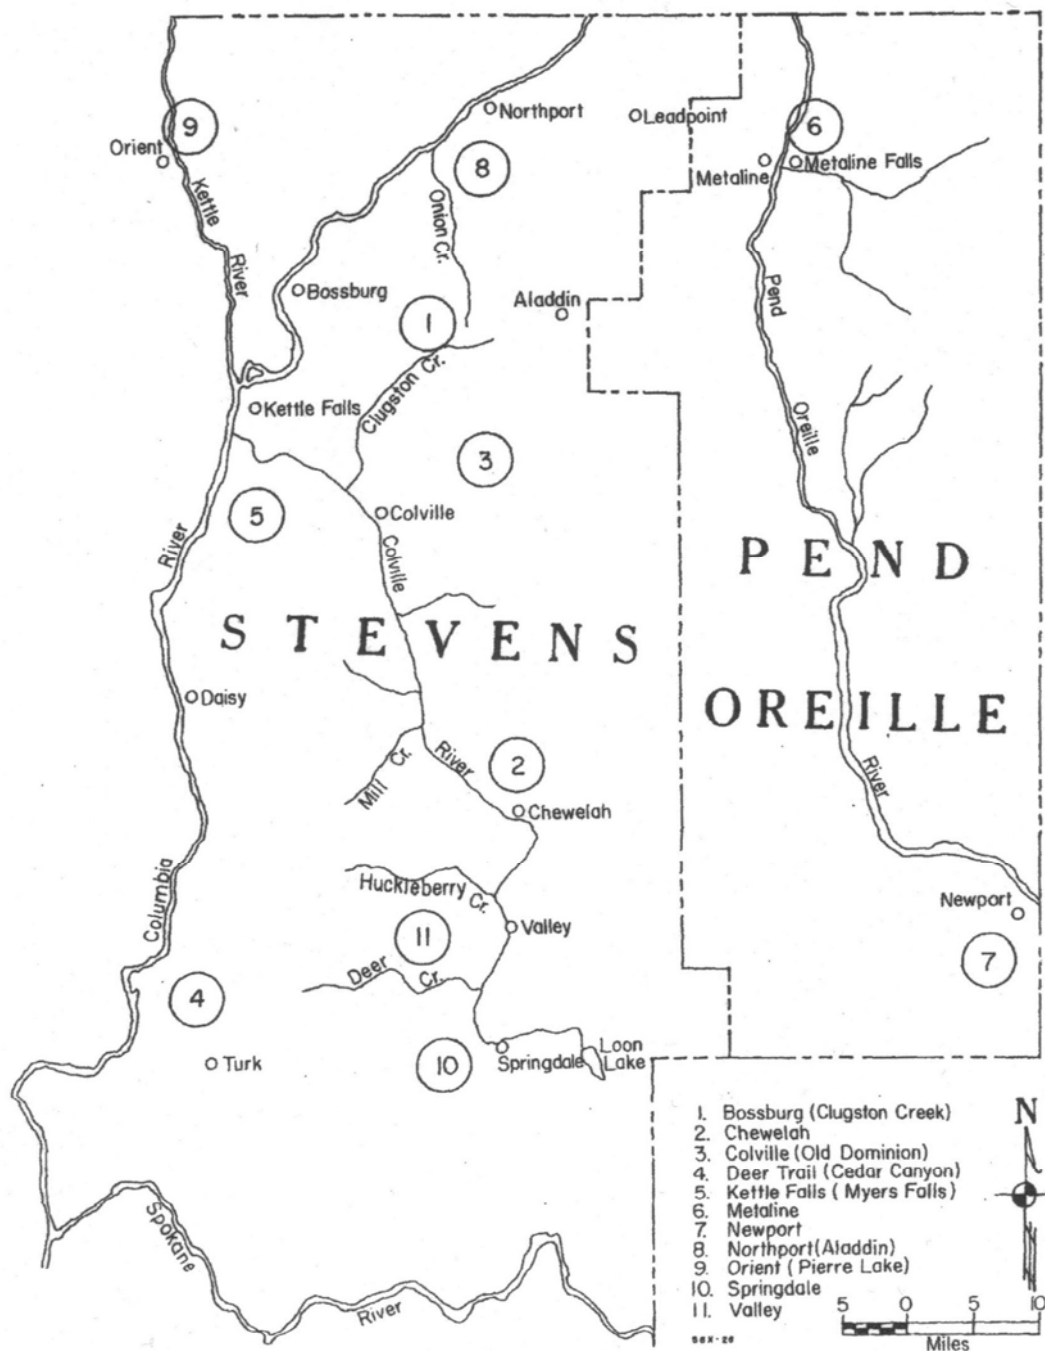 Northport
Leadpoint
9
6
Orient
8
Metaline
Metaline Falls
Kettle
Onion Cr.
River
Bossburg
Aladdin
Pend
1
Clugston Cr.
Kettle Falls
Oreille
3
5
Colville
River
Colville
PEND
STEVENS
Daisy
OREILLE
Mill Cr.
River
2
River
Chewelah
Columbia
Huckleberry Cr.
Newport
11
Valley
7
Deer Cr.
4
Turk
10
Springdale
Loon
Lake
1. Bossburg (Clugston Creek)
2. Chewelah
3. Colville (Old Dominion)
4. Deer Trail (Cedar Canyon)
5. Kettle Falls ( Myers Falls)
6. Metaline
7. Newport
8. Northport(Aladdin)
9. Orient ( Pierre Lake)
10. Springdale
11. Valley
N
Spokane
River
5 0 5 10
Miles